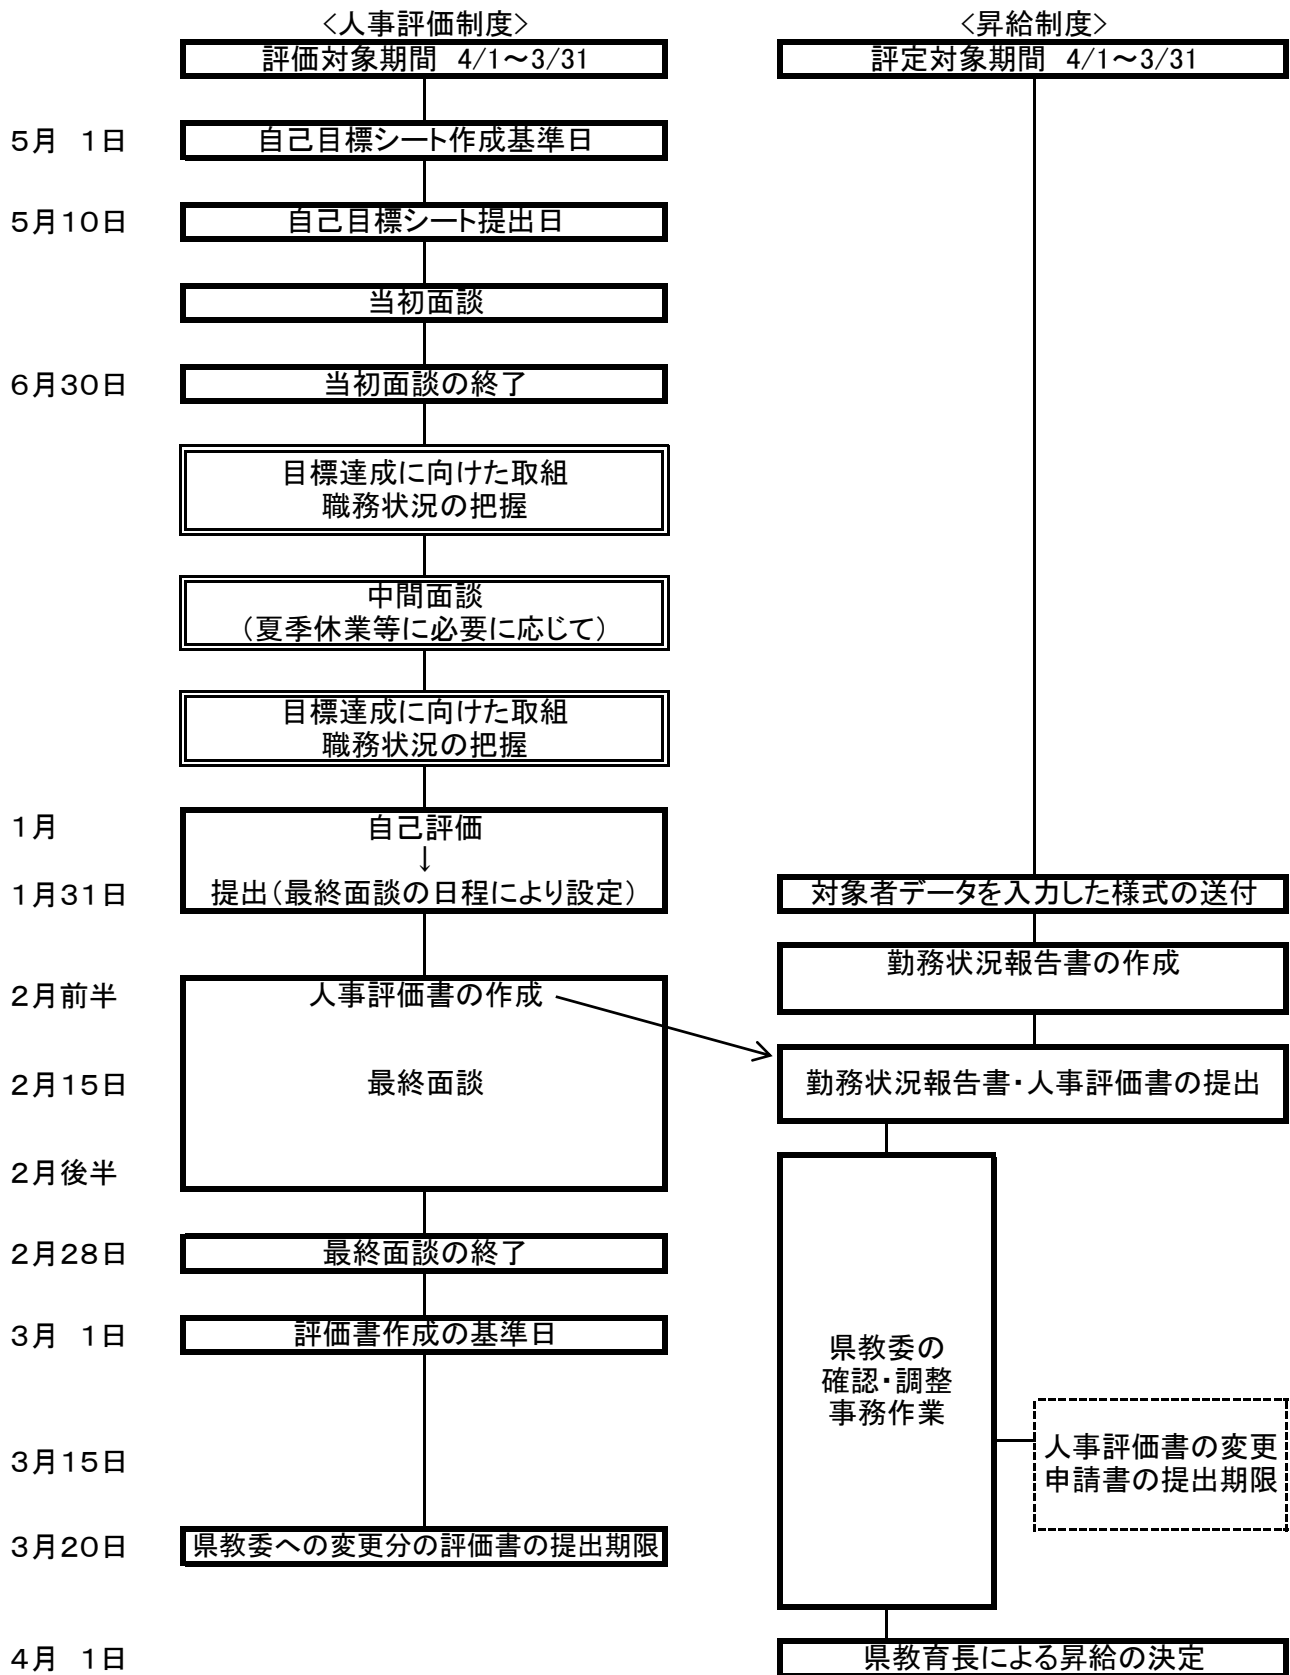 <人事評価制度>
<昇給制度>
評価対象期間 4/1～3/31
評定対象期間 4/1～3/31
5月 1日
自己目標シート作成基準日
5月10日
自己目標シート提出日
当初面談
6月30日
当初面談の終了
目標達成に向けた取組
職務状況の把握
中間面談
(夏季休業等に必要に応じて)
目標達成に向けた取組
職務状況の把握
1月
自己評価
↓
1月31日
提出(最終面談の日程により設定)
対象者データを入力した様式の送付
勤務状況報告書の作成
2月前半
人事評価書の作成
2月15日
最終面談
勤務状況報告書・人事評価書の提出
2月後半
2月28日
最終面談の終了
3月 1日
評価書作成の基準日
県教委の
確認・調整
事務作業
3月15日
人事評価書の変更
申請書の提出期限
3月20日
県教委への変更分の評価書の提出期限
4月 1日
県教育長による昇給の決定